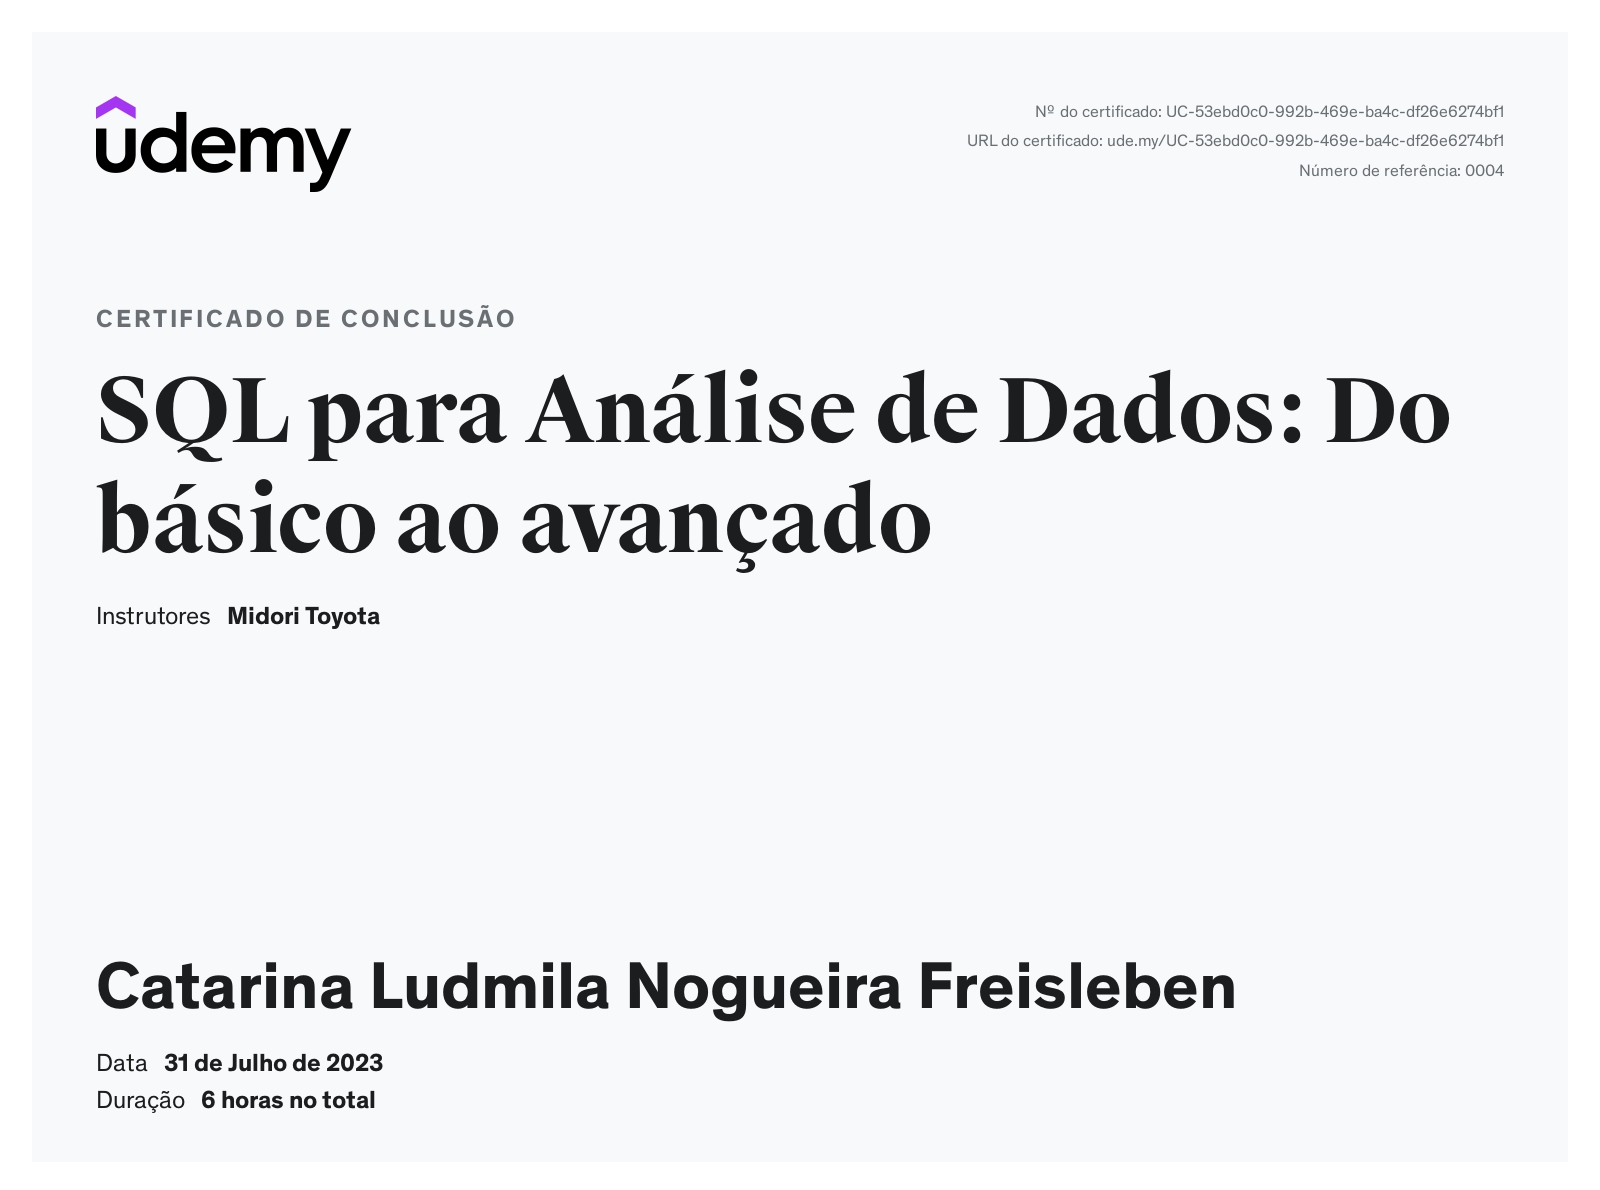 udemy
Nº do certificado: UC-53ebd0c0-992b-469e-ba4c-df26e6274bf1
URL do certificado: ude.my/UC-53ebd0c0-992b-469e-ba4c-df26e6274bf1
Número de referência: 0004
CERTIFICADO DE CONCLUSÃO
SQL para Análise de Dados: Do
básico ao avançado
Instrutores Midori Toyota
Catarina Ludmila Nogueira Freisleben
Data 31 de Julho de 2023
Duração 6 horas no total